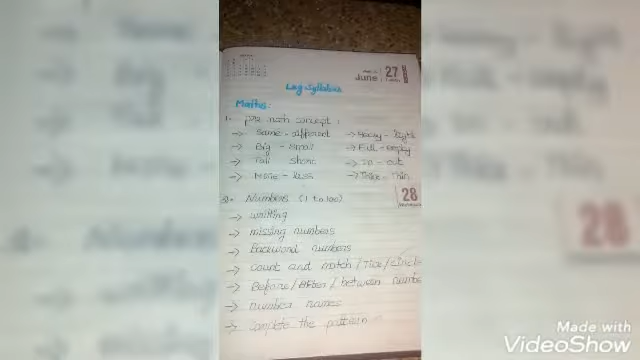 June 27
Lkg-Syllabus
Maths:
1. pre math concept:
→ Same - different → Heavy - light
→ Big - small → Full - empty
→ Tall short → In - out
→ More - less → Thick - thin
28
2. Numbers (1 to 100)
→ writing
→ missing numbers
→ Backward numbers
→ count and match / Tick / circle
→ Before / After / between numbe
→ number names
→ complete the pattern
28
Made with
VideoShow